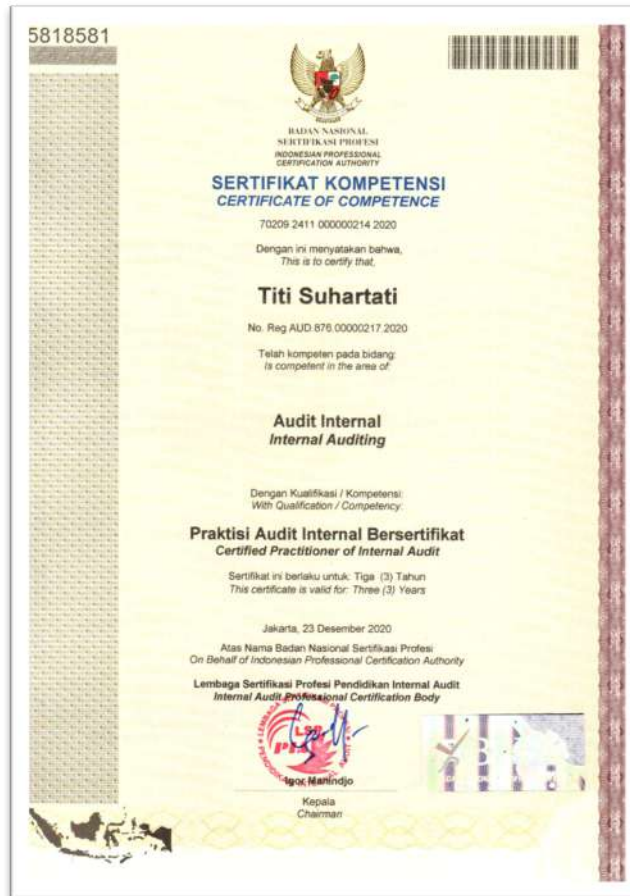 5818581
BADAN NASIONAL
SERTIFIKASI PROFESI
INDONESIAN PROFESSIONAL
CERTIFICATION AUTHORITY
SERTIFIKAT KOMPETENSI
CERTIFICATE OF COMPETENCE
70209 2411 000000214 2020
Dengan ini menyatakan bahwa,
This is to certify that,
Titi Suhartati
No. Reg AUD 876 00000217 2020
Telah kompeten pada bidang:
Is competent in the area of:
Audit Internal
Internal Auditing
Dengan Kualifikasi / Kompetensi:
With Qualification / Competency:
Praktisi Audit Internal Bersertifikat
Certified Practitioner of Internal Audit
Sertifikat ini berlaku untuk: Tiga (3) Tahun
This certificate is valid for: Three (3) Years
Jakarta, 23 Desember 2020
Atas Nama Badan Nasional Sertifikasi Profesi
On Behalf of Indonesian Professional Certification Authority
Lembaga Sertifikasi Profesi Pendidikan Internal Audit
Internal Audit Professional Certification Body
LSP
Igor Manindjo
Kepala
Chairman